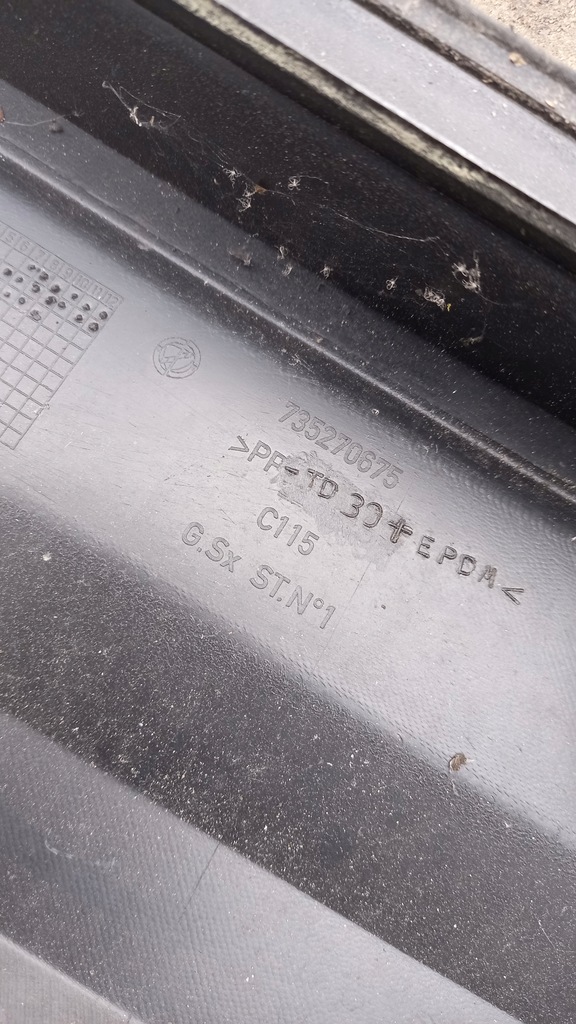 735270675
>PP-TD 30+EPDM<
C115
G.Sx ST.N°1